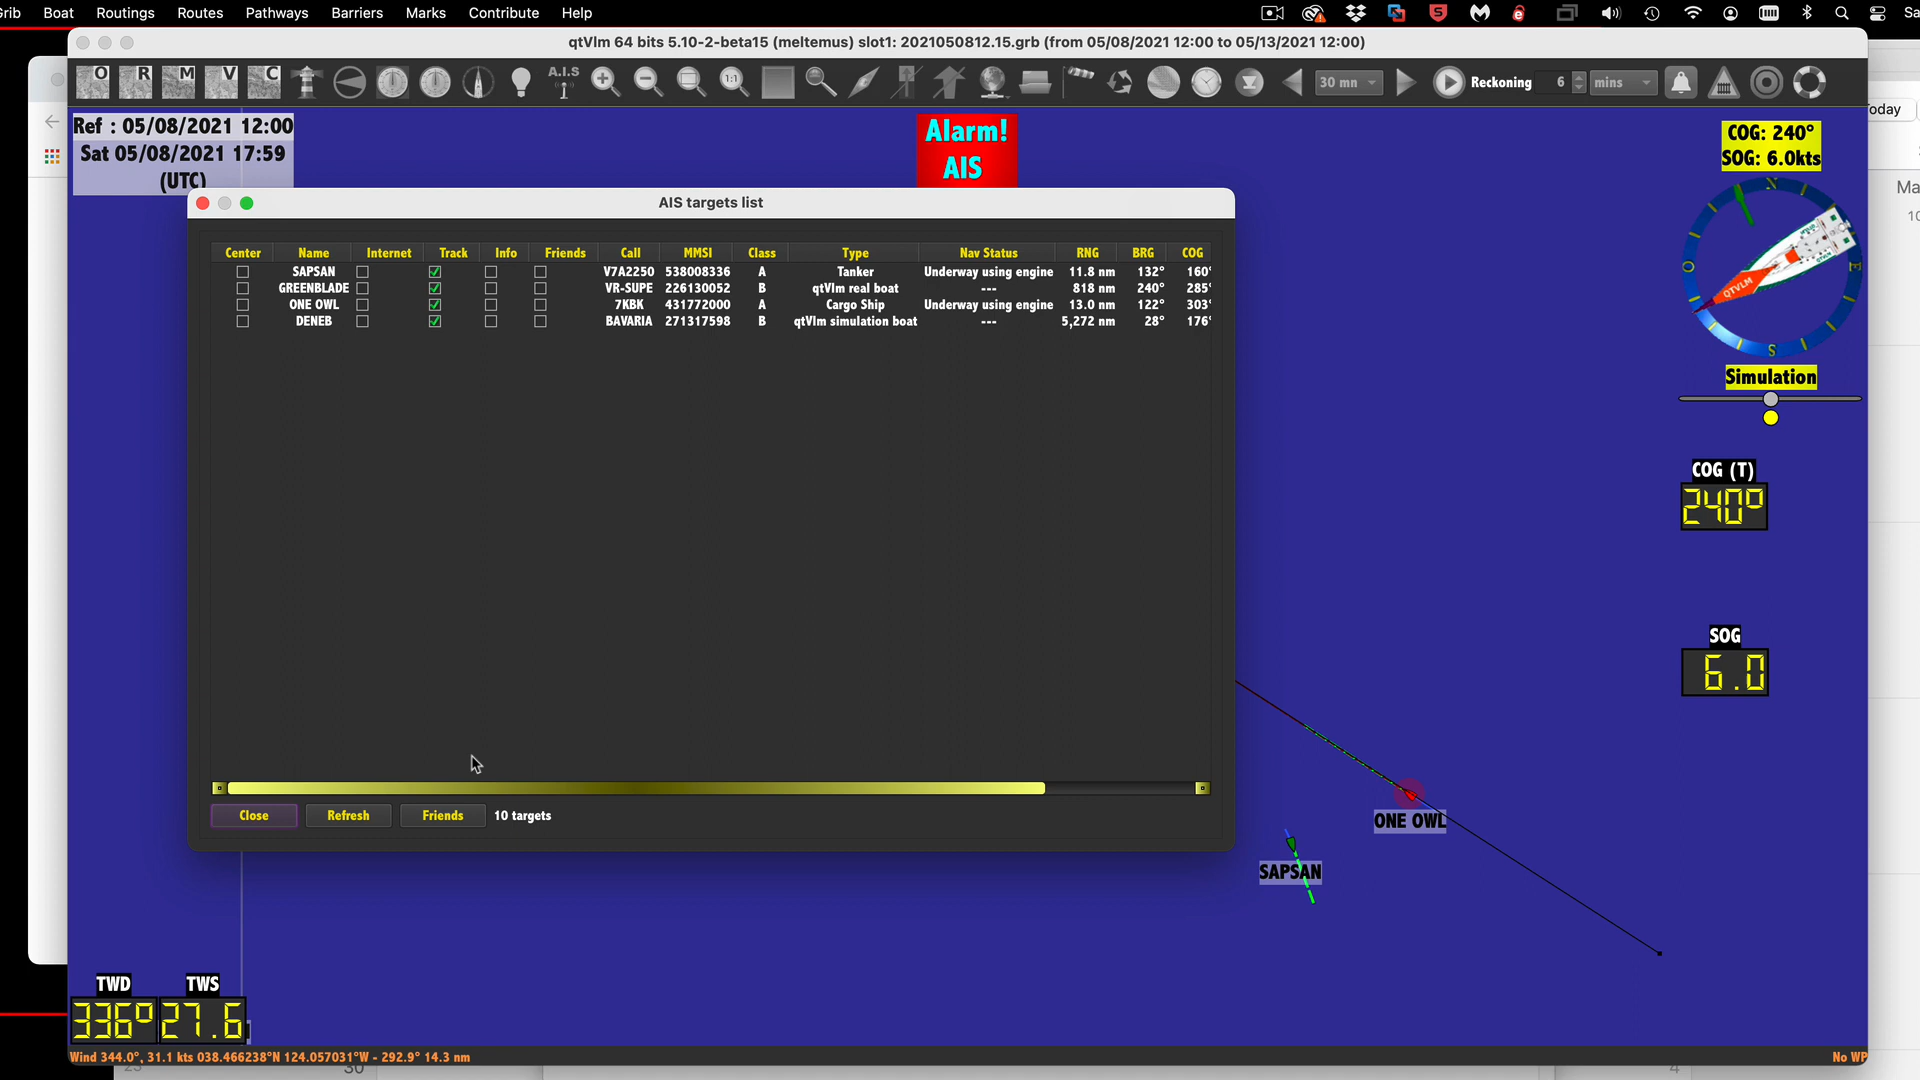 Grib Boat Routings Routes Pathways Barriers Marks Contribute Help
qtVlm 64 bits 5.10-2-beta15 (meltemus) slot1: 2021050812.15.grb (from 05/08/2021 12:00 to 05/13/2021 12:00)
O R M V C A.I.S 1:1 30 mn Reckoning 6 mins
Ref : 05/08/2021 12:00
Sat 05/08/2021 17:59
(UTC)
Alarm!
AIS
COG: 240°
SOG: 6.0kts
AIS targets list
Center Name Internet Track Info Friends Call MMSI Class Type Nav Status RNG BRG COG
SAPSAN V7A2250 538008336 A Tanker Underway using engine 11.8 nm 132° 160°
GREENBLADE VR-SUPE 226130052 B qtVlm real boat --- 818 nm 240° 285°
ONE OWL 7KBK 431772000 A Cargo Ship Underway using engine 13.0 nm 122° 303°
DENEB BAVARIA 271317598 B qtVlm simulation boat --- 5,272 nm 28° 176°
Close Refresh Friends 10 targets
N
E
S
O
QTVLM
Simulation
COG (T)
240°
SOG
6.0
ONE OWL
SAPSAN
TWD TWS
336° 27.6
Wind 344.0°, 31.1 kts 038.466238°N 124.057031°W - 292.9° 14.3 nm
No WP
30
4